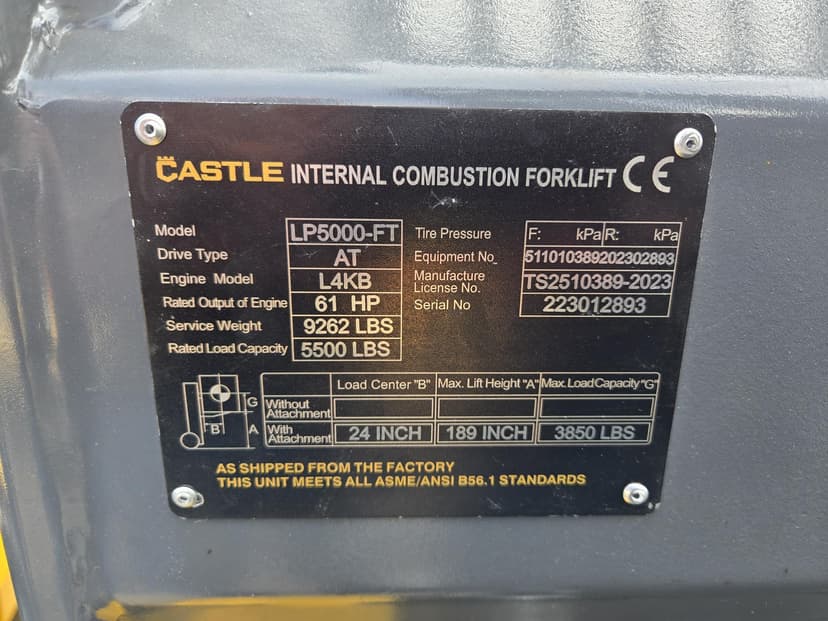 CASTLE INTERNAL COMBUSTION FORKLIFT CE
Model LP5000-FT Tire Pressure F: kPa R: kPa
Drive Type AT Equipment No. 511010389202302893
Engine Model L4KB Manufacture License No. TS2510389-2023
Rated Output of Engine 61 HP Serial No 223012893
Service Weight 9262 LBS
Rated Load Capacity 5500 LBS
Load Center "B" Max. Lift Height "A" Max. Load Capacity "G"
G Without Attachment
B A With Attachment 24 INCH 189 INCH 3850 LBS
AS SHIPPED FROM THE FACTORY
THIS UNIT MEETS ALL ASME/ANSI B56.1 STANDARDS